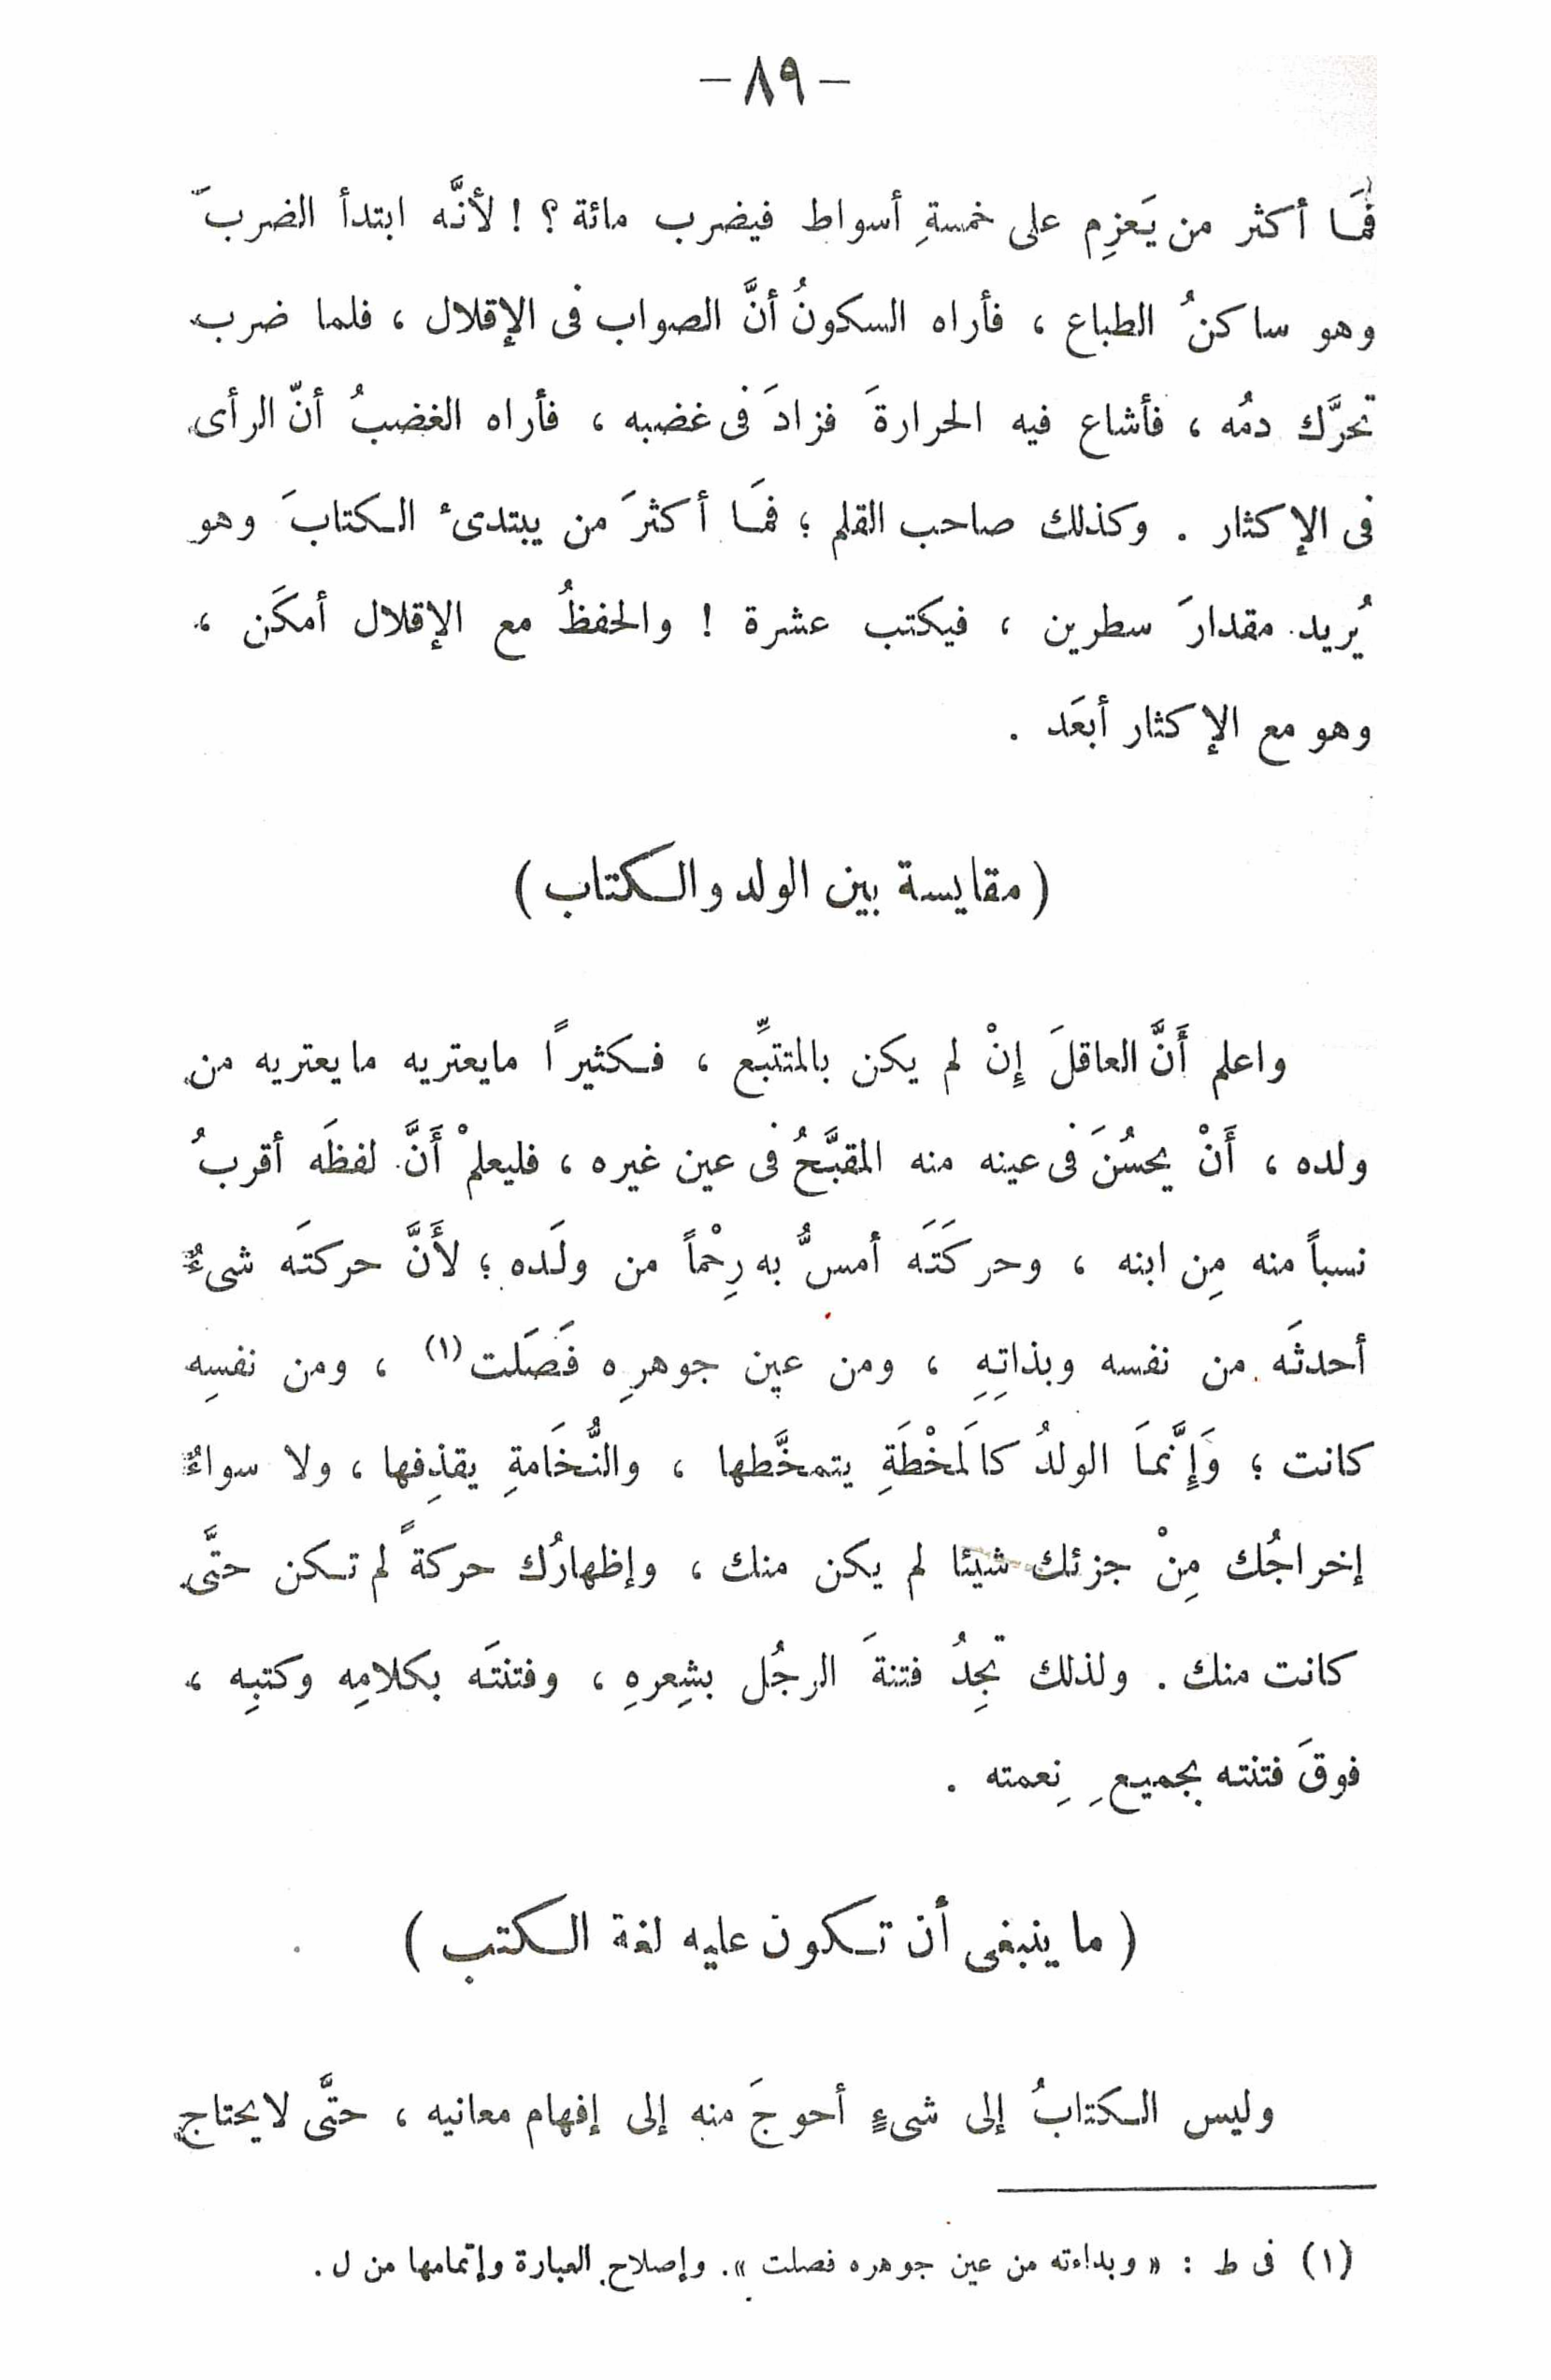 — ٨٩ —
فمَا أكثر من يَعزِم على خمسةِ أسواط فيضرب مائة ؟ ! لأنَّه ابتدأ الضربَ
وهو ساكنُ الطباع ، فأراه السكونُ أنَّ الصواب فى الإقلال ، فلما ضرب
تحرَّك دمُه ، فأشاع فيه الحرارةَ فزادَ فى غضبه ، فأراه الغضبُ أنّ الرأى
فى الإكثار . وكذلك صاحب القلم ؛ فمَا أكثرَ من يبتدىء الكتابَ وهو
يُريد مقدارَ سطرين ، فيكتب عشرة ! والحفظُ مع الإقلال أمكَن ،
وهو مع الإكثار أبعَد .
( مقايسة بين الولد والكتاب )
واعلم أَنَّ العاقلَ إِنْ لم يكن بالمتتبِّع ، فكثيراً مايعتريه مايعتريه من
ولده ، أَنْ يحسُنَ فى عينه منه المقبَّحُ فى عين غيره ، فليعلمْ أَنَّ لفظَه أقربُ
نسباً منه مِن ابنه ، وحركَتَه أمسُّ به رِحْماً من ولَده ؛ لأَنَّ حركتَه شىءٌ
أحدثَه من نفسه وبذاتِهِ ، ومن عينِ جوهرِه فَصَلت (١) ، ومن نفسِه
كانت ؛ وَإِنَّمَا الولدُ كالَمخْطَةِ يتمخَّطها ، والنُّخَامةِ يقذِفها ، ولا سواءٌ
إخراجُك مِنْ جزئك شيئا لم يكن منك ، وإظهارُك حركةً لم تكن حتَّى
كانت منك . ولذلك تجِدُ فتنةَ الرجُل بشِعرهِ ، وفتنتَه بكلامِه وكتبِه ،
فوقَ فتنته بجميعِ نِعمته .
( ما ينبغى أن تكون عليه لغة الكتب )
وليس الكتابُ إلى شىءٍ أحوجَ منه إلى إفهام معانيه ، حتَّى لايحتاج
(١) فى ط : « وبداءته من عين جوهره فصلت ». وإصلاح العبارة وإتمامها من ل .